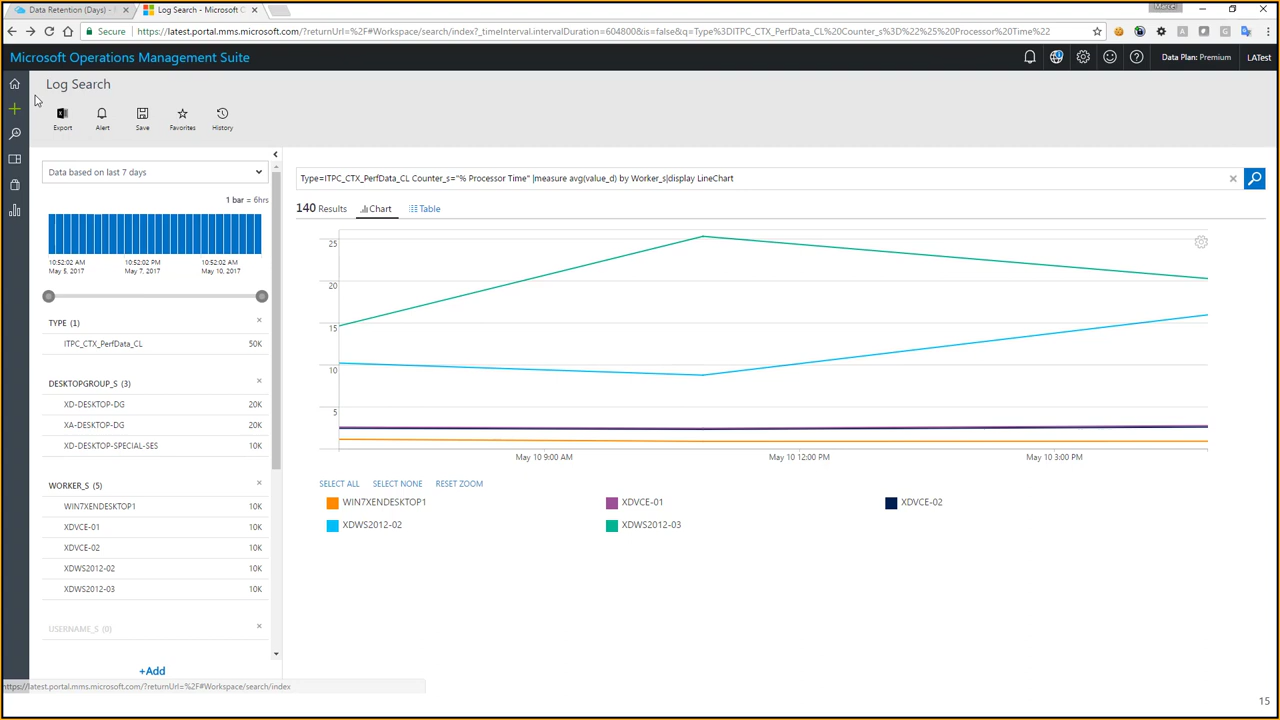 Data Retention (Days) -
Log Search - Microsoft O
Marcel
Secure
https://latest.portal.mms.microsoft.com/?returnUrl=%2F#Workspace/search/index?_timeInterval.intervalDuration=604800&is=false&q=Type%3DITPC_CTX_PerfData_CL%20Counter_s%3D%22%25%20Processor%20Time%22
Microsoft Operations Management Suite
Data Plan: Premium
LATest
Log Search
Export
Alert
Save
Favorites
History
Data based on last 7 days
1 bar = 6hrs
10:52:02 AM
May 5, 2017
10:52:02 PM
May 7, 2017
10:52:02 AM
May 10, 2017
TYPE (1)
ITPC_CTX_PerfData_CL 50K
DESKTOPGROUP_S (3)
XD-DESKTOP-DG 20K
XA-DESKTOP-DG 20K
XD-DESKTOP-SPECIAL-SES 10K
WORKER_S (5)
WIN7XENDESKTOP1 10K
XDVCE-01 10K
XDVCE-02 10K
XDWS2012-02 10K
XDWS2012-03 10K
USERNAME_S (0)
+Add
https://latest.portal.mms.microsoft.com/?returnUrl=%2F#Workspace/search/index
Type=ITPC_CTX_PerfData_CL Counter_s="% Processor Time" |measure avg(value_d) by Worker_s|display LineChart
140 Results
Chart
Table
25
20
15
10
5
May 10 9:00 AM
May 10 12:00 PM
May 10 3:00 PM
SELECT ALL
SELECT NONE
RESET ZOOM
WIN7XENDESKTOP1
XDVCE-01
XDVCE-02
XDWS2012-02
XDWS2012-03
15